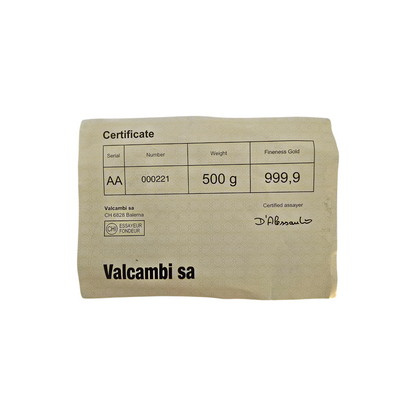 Certificate
Serial Number Weight Fineness Gold
AA 000221 500 g 999,9
Valcambi sa Certified assayer
CH 6828 Balerna
CHI ESSAYEUR
FONDEUR
Valcambi sa